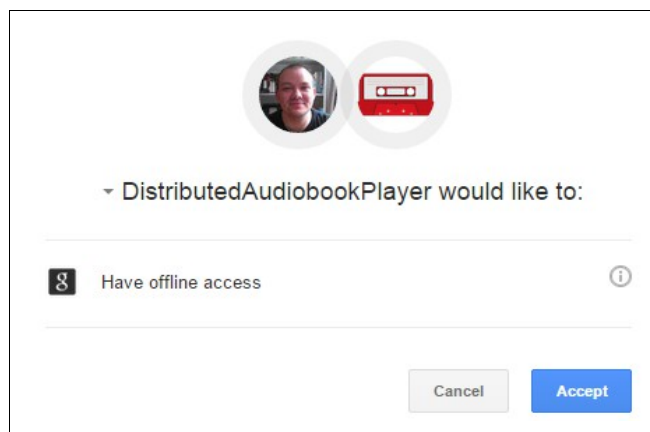 DistributedAudiobookPlayer would like to:
g Have offline access
Cancel Accept